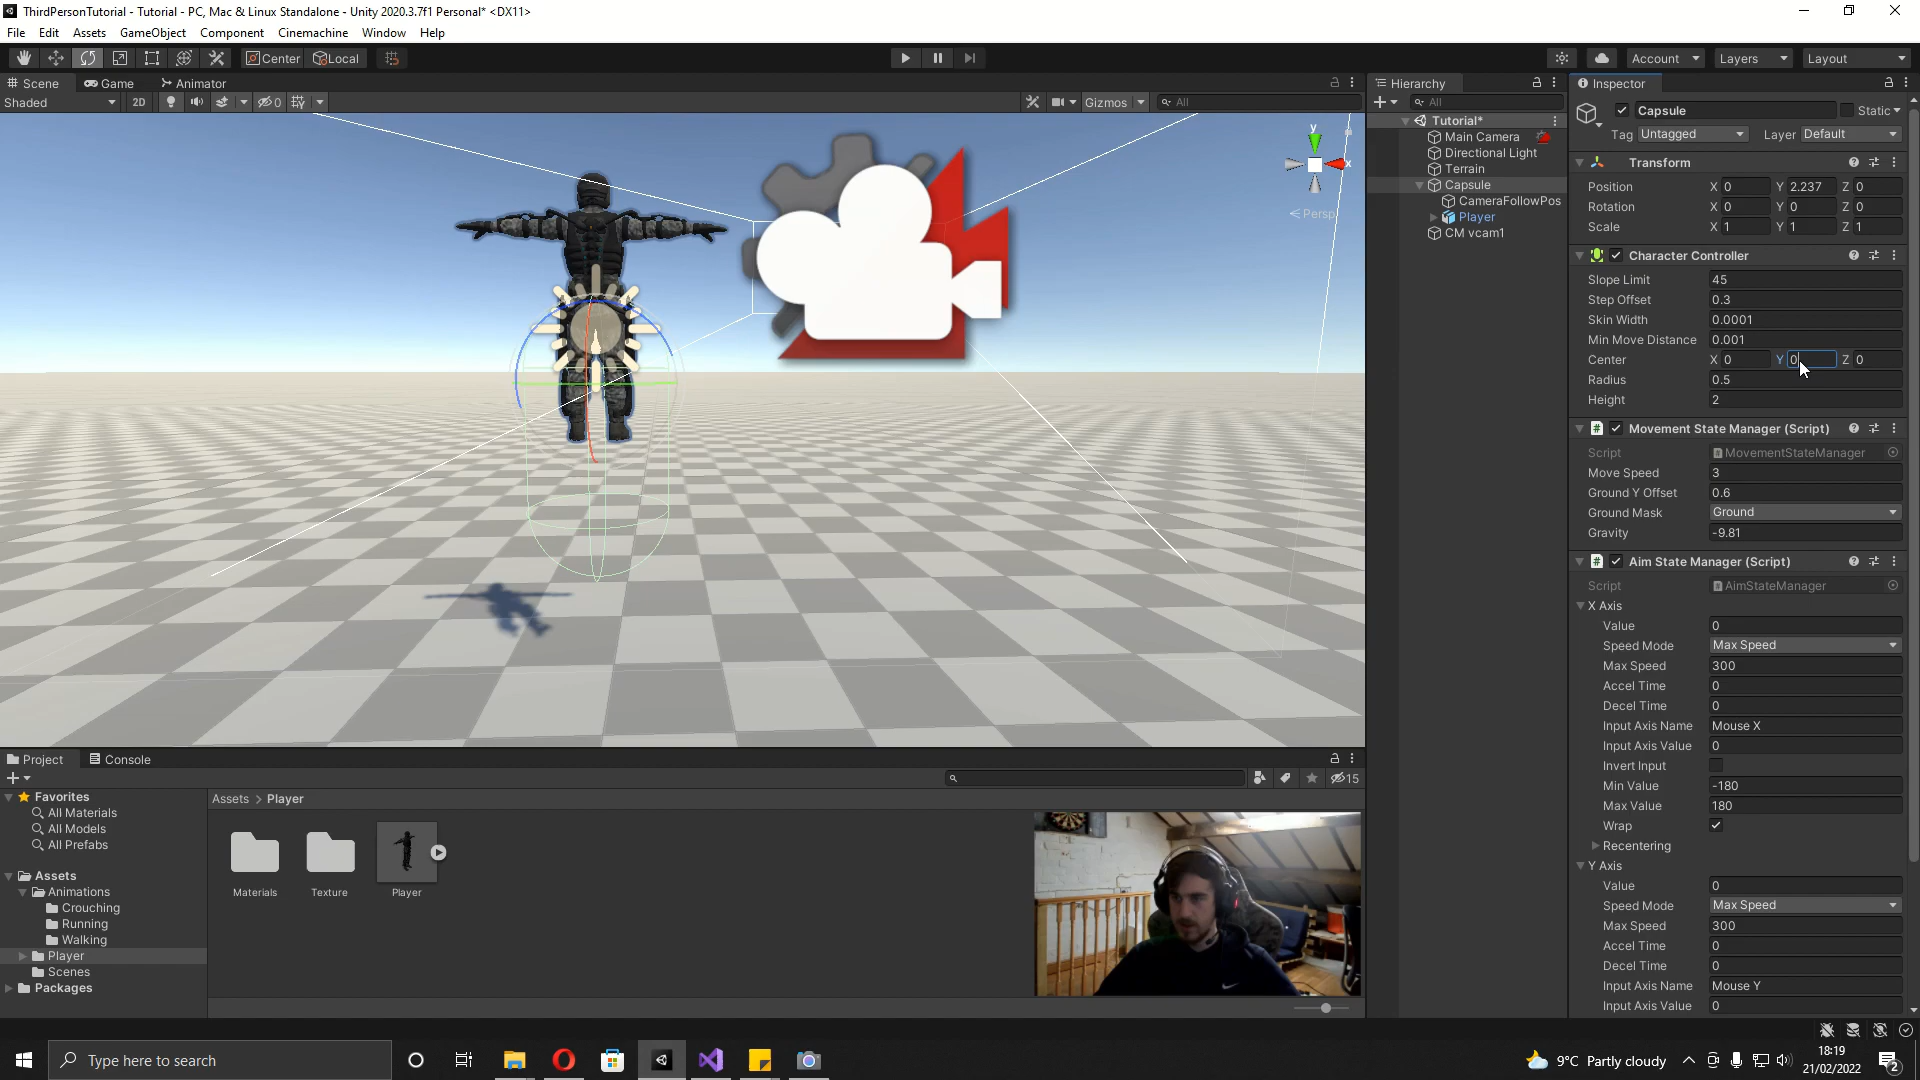 ThirdPersonTutorial - Tutorial - PC, Mac & Linux Standalone - Unity 2020.3.7f1 Personal* <DX11>
File Edit Assets GameObject Component Cinemachine Window Help
Center Local Account Layers Layout
Scene Game Animator
Shaded 2D 0 Gizmos All
y
x
Persp
Hierarchy
All
Tutorial*
Main Camera
Directional Light
Terrain
Capsule
CameraFollowPos
Player
CM vcam1
Inspector
Capsule Static
Tag Untagged Layer Default
Transform
Position X 0 Y 2.237 Z 0
Rotation X 0 Y 0 Z 0
Scale X 1 Y 1 Z 1
Character Controller
Slope Limit 45
Step Offset 0.3
Skin Width 0.0001
Min Move Distance 0.001
Center X 0 Y 0 Z 0
Radius 0.5
Height 2
Movement State Manager (Script)
Script MovementStateManager
Move Speed 3
Ground Y Offset 0.6
Ground Mask Ground
Gravity -9.81
Aim State Manager (Script)
Script AimStateManager
X Axis
Value 0
Speed Mode Max Speed
Max Speed 300
Accel Time 0
Decel Time 0
Input Axis Name Mouse X
Input Axis Value 0
Invert Input
Min Value -180
Max Value 180
Wrap
Recentering
Y Axis
Value 0
Speed Mode Max Speed
Max Speed 300
Accel Time 0
Decel Time 0
Input Axis Name Mouse Y
Input Axis Value 0
Project Console
15
Favorites
All Materials
All Models
All Prefabs
Assets
Animations
Crouching
Running
Walking
Player
Scenes
Packages
Assets > Player
Materials Texture Player
Type here to search
9°C Partly cloudy
18:19
21/02/2022
2